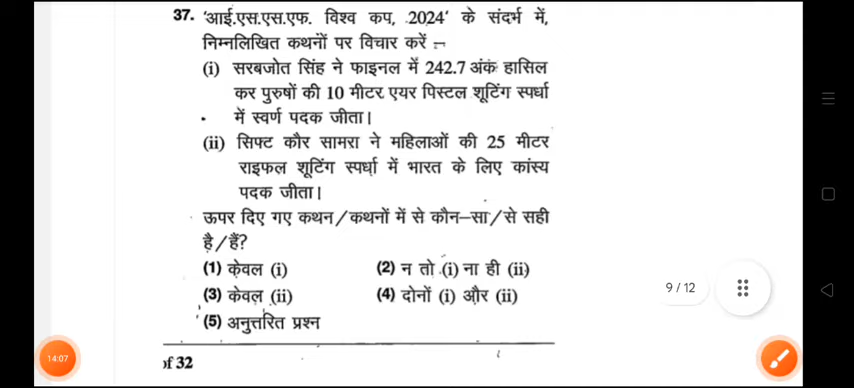 37. 'आई.एस.एस.एफ. विश्व कप, 2024' के संदर्भ में,
निम्नलिखित कथनों पर विचार करें :–
(i) सरबजोत सिंह ने फाइनल में 242.7 अंक हासिल
कर पुरुषों की 10 मीटर एयर पिस्टल शूटिंग स्पर्धा
में स्वर्ण पदक जीता।
(ii) सिफ्ट कौर सामरा ने महिलाओं की 25 मीटर
राइफल शूटिंग स्पर्धा में भारत के लिए कांस्य
पदक जीता।
ऊपर दिए गए कथन/कथनों में से कौन–सा/से सही
है/हैं?
(1) केवल (i) (2) न तो (i) ना ही (ii)
(3) केवल (ii) (4) दोनों (i) और (ii)
(5) अनुत्तरित प्रश्न
9 / 12
14:07
of 32